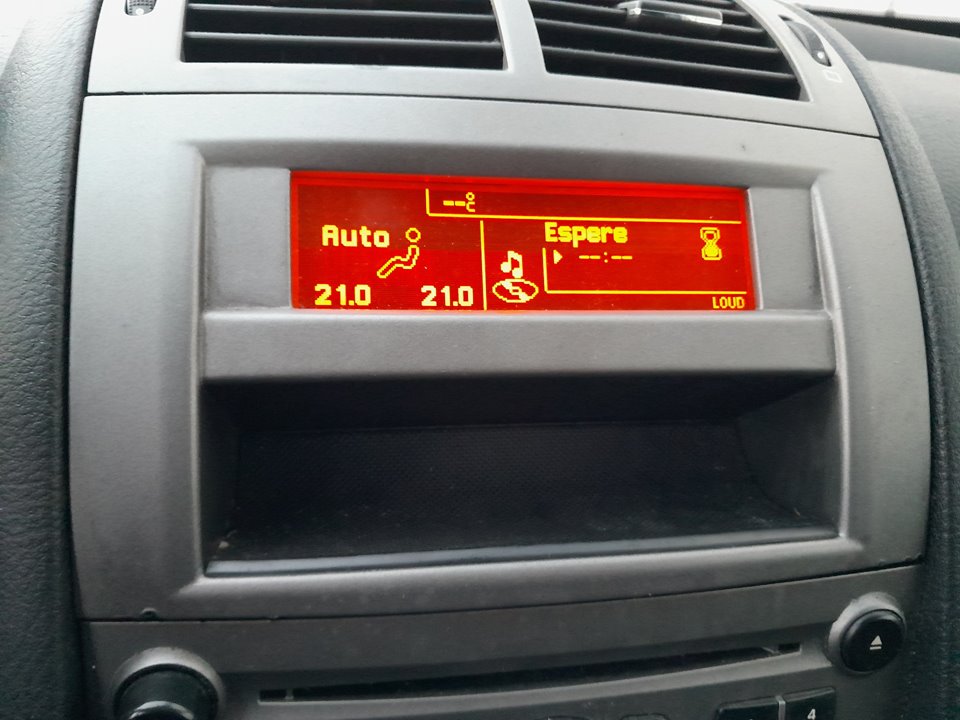 --°C
Auto
21.0 21.0
Espere
--:--
LOUD
4